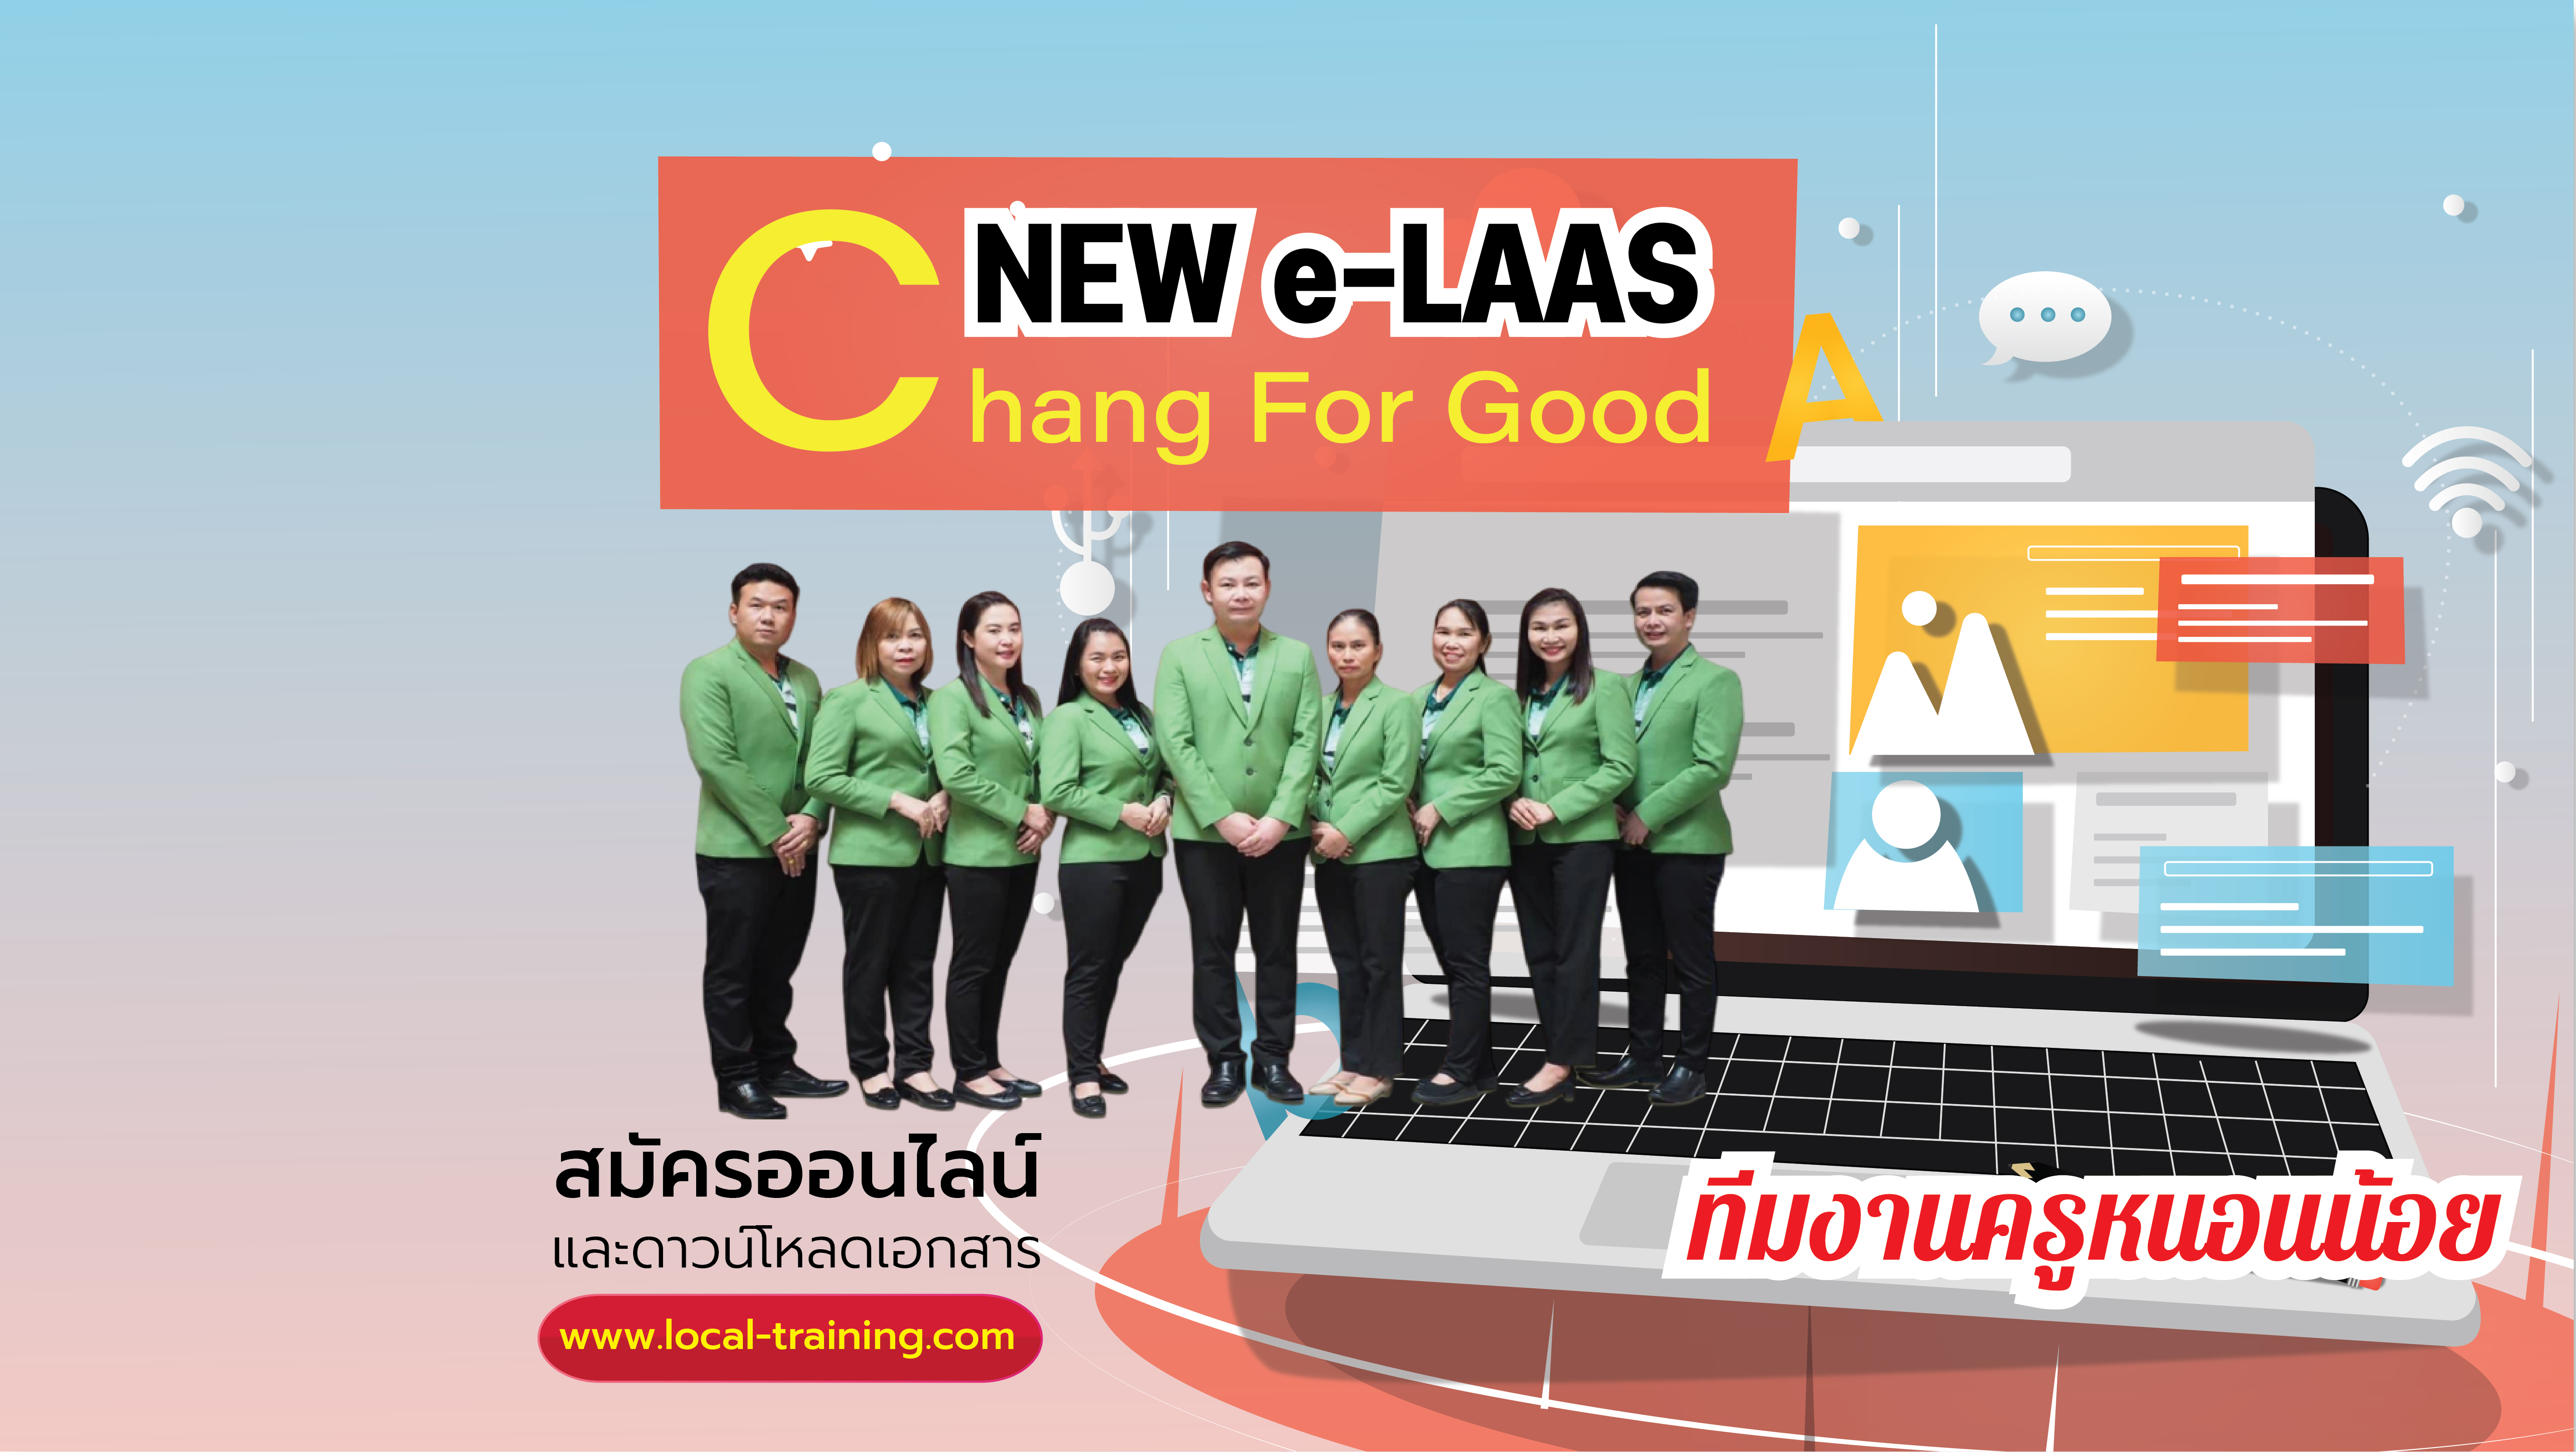 NEW e-LAAS
Chang For Good
A
สมัครออนไลน์
และดาวน์โหลดเอกสาร
www.local-training.com
ทีมงานครูหนอนน้อย